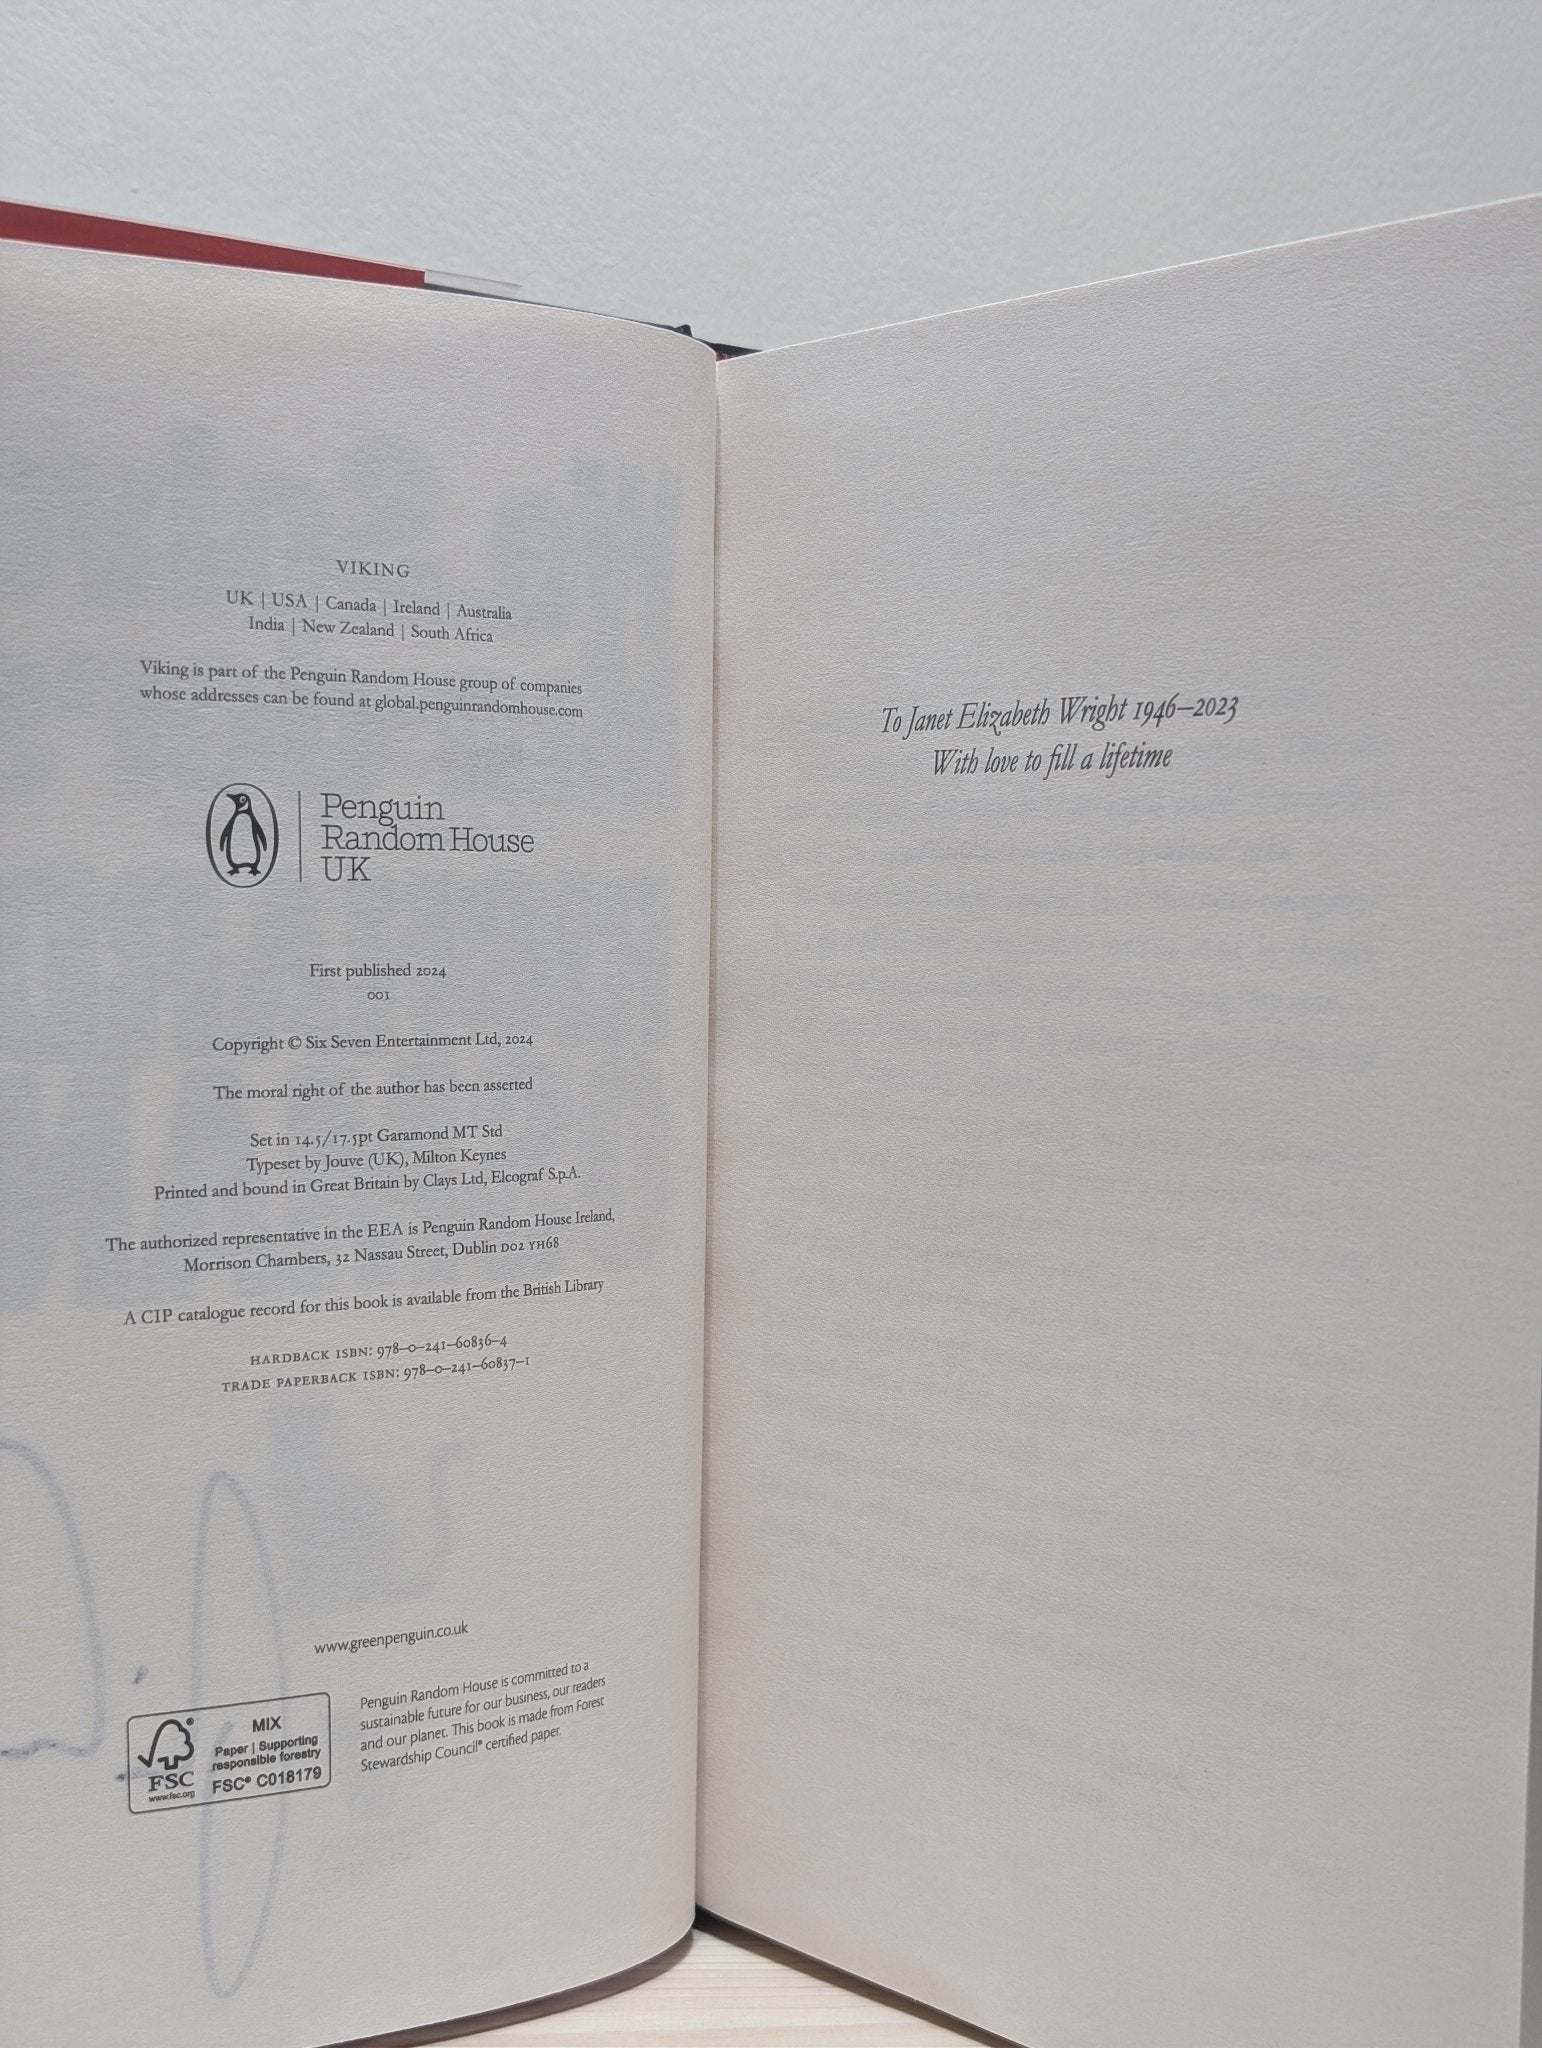 VIKING
UK | USA | Canada | Ireland | Australia
India | New Zealand | South Africa
Viking is part of the Penguin Random House group of companies
whose addresses can be found at global.penguinrandomhouse.com
Penguin
Random House
UK
First published 2024
001
Copyright © Six Seven Entertainment Ltd, 2024
The moral right of the author has been asserted
Set in 14.5/17.5pt Garamond MT Std
Typeset by Jouve (UK), Milton Keynes
Printed and bound in Great Britain by Clays Ltd, Elcograf S.p.A.
The authorized representative in the EEA is Penguin Random House Ireland,
Morrison Chambers, 32 Nassau Street, Dublin D02 YH68
A CIP catalogue record for this book is available from the British Library
HARDBACK ISBN: 978-0-241-60836-4
TRADE PAPERBACK ISBN: 978-0-241-60837-1
www.greenpenguin.co.uk
MIX
Paper | Supporting
responsible forestry
FSC® C018179
FSC
www.fsc.org
Penguin Random House is committed to a
sustainable future for our business, our readers
and our planet. This book is made from Forest
Stewardship Council® certified paper.
To Janet Elizabeth Wright 1946–2023
With love to fill a lifetime